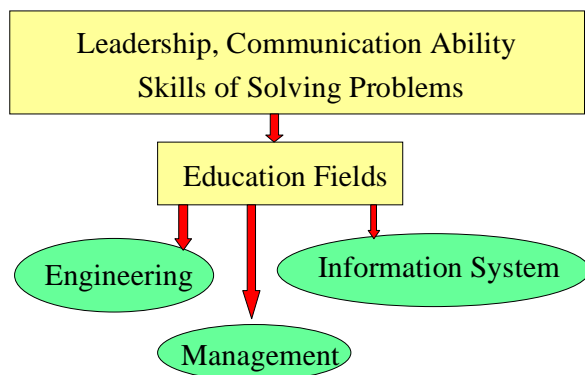 Leadership, Communication Ability
Skills of Solving Problems
Education Fields
Engineering
Information System
Management